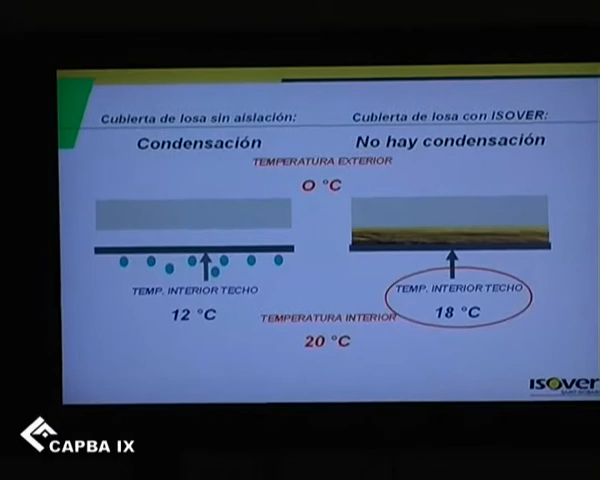 Cubierta de losa sin aislación:
Condensación
Cubierta de losa con ISOVER:
No hay condensación
TEMPERATURA EXTERIOR
0 °C
TEMP. INTERIOR TECHO
12 °C
TEMP. INTERIOR TECHO
18 °C
TEMPERATURA INTERIOR
20 °C
isover
CAPBA IX